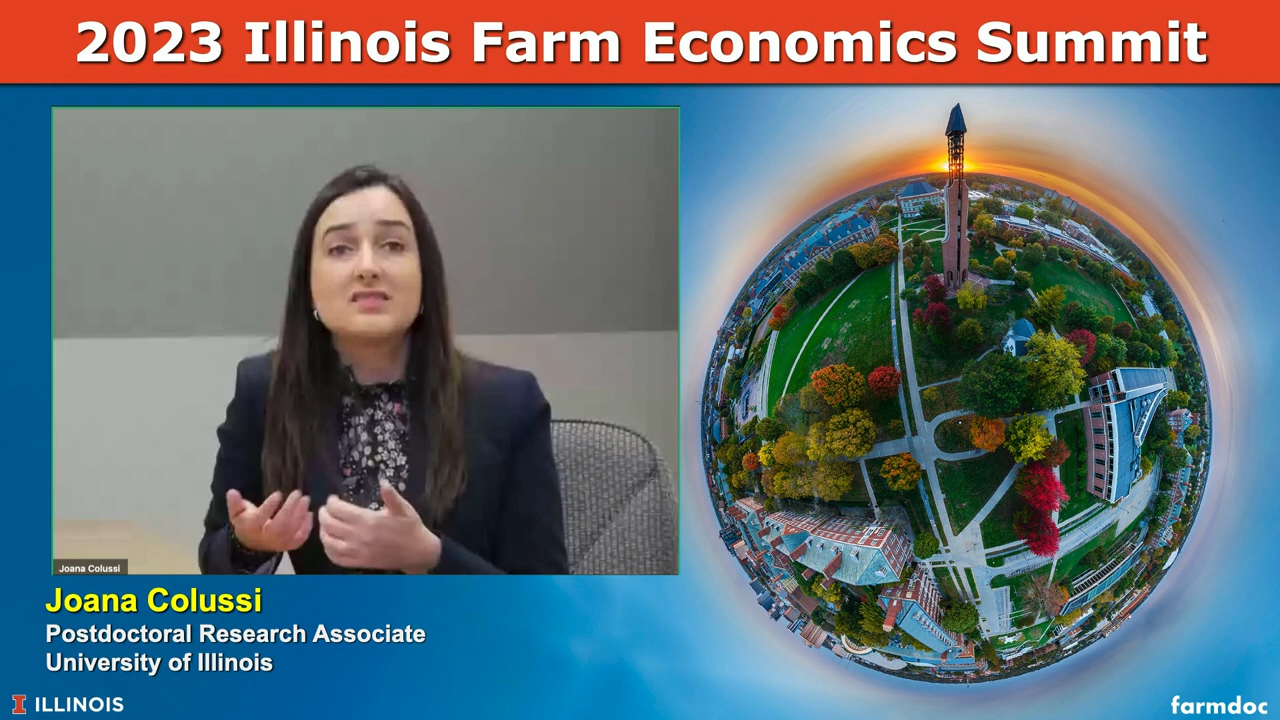 2023 Illinois Farm Economics Summit
Joana Colussi
Joana Colussi
Postdoctoral Research Associate
University of Illinois
I ILLINOIS
farmdoc